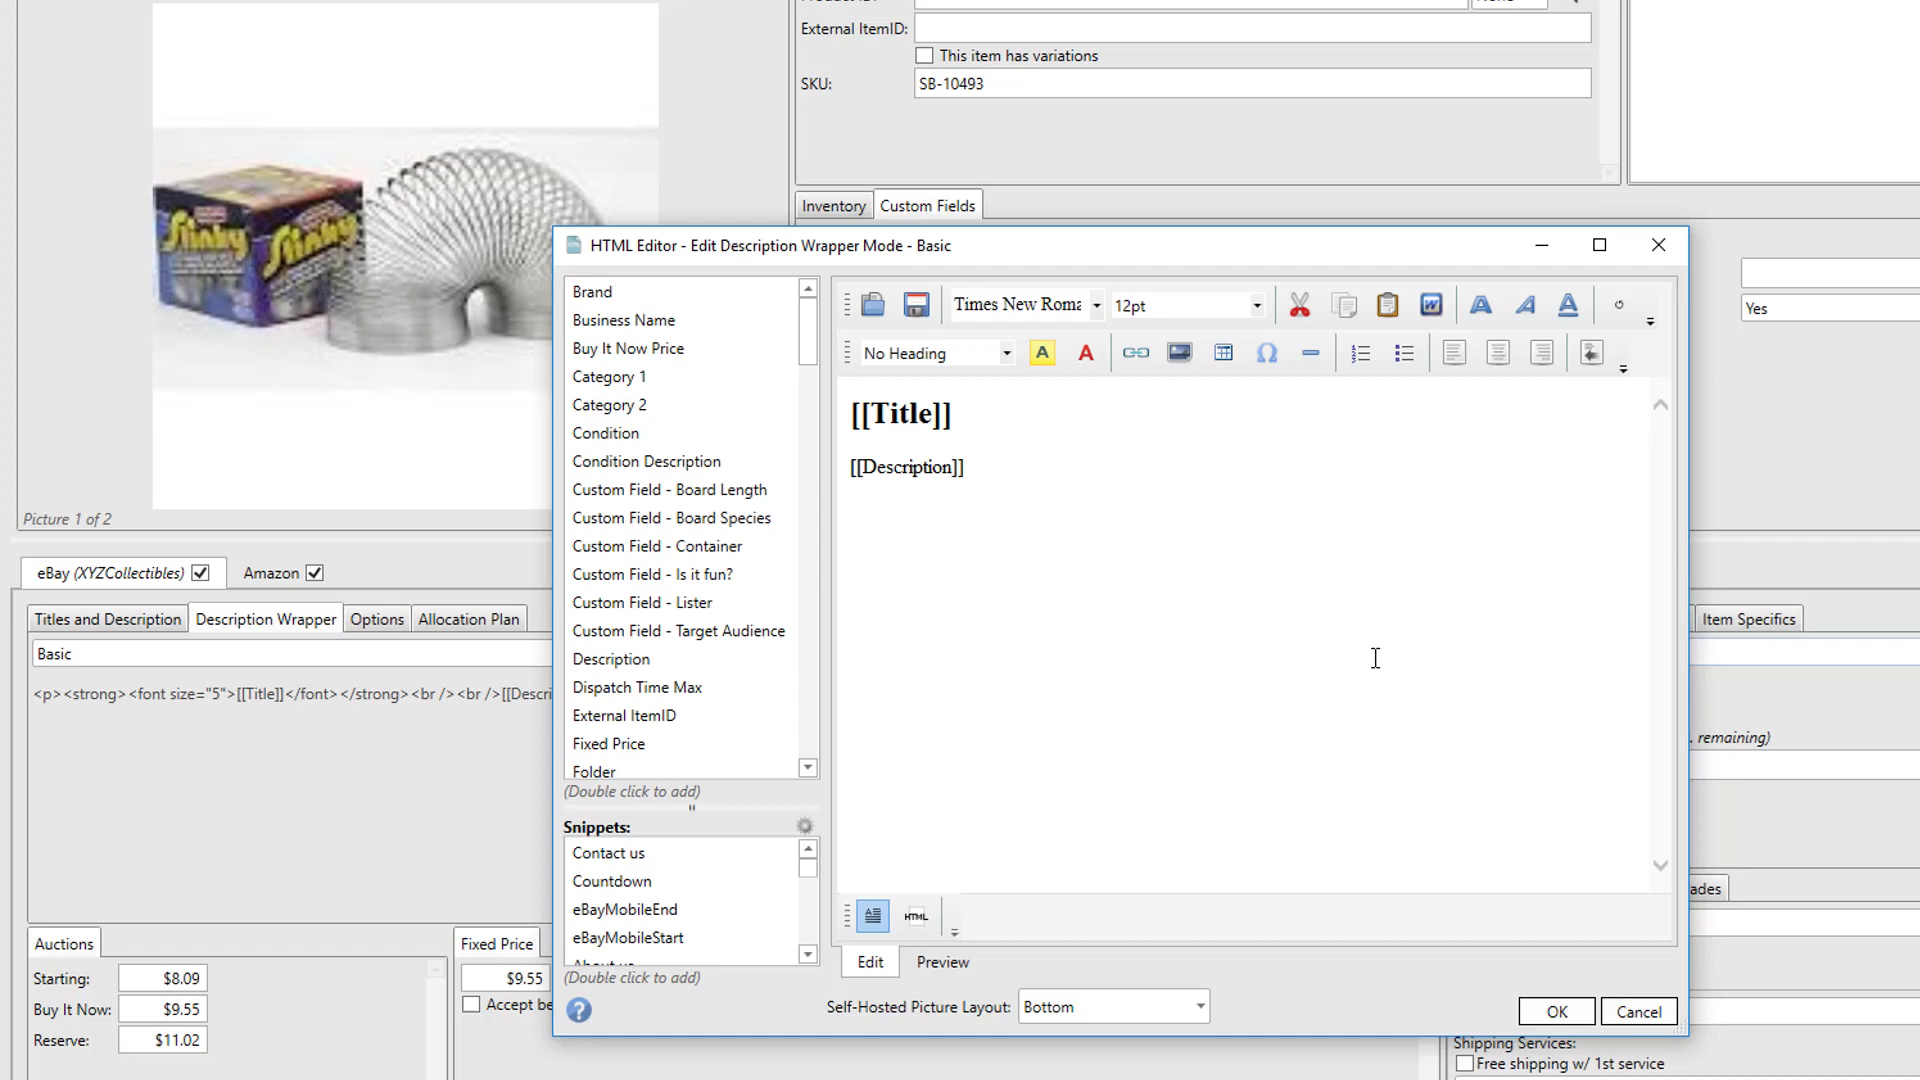 External ItemID:
This item has variations
SKU:
SB-10493
Slinky
Slinky
Picture 1 of 2
Inventory
Custom Fields
Yes
HTML Editor - Edit Description Wrapper Mode - Basic
Brand
Business Name
Buy It Now Price
Category 1
Category 2
Condition
Condition Description
Custom Field - Board Length
Custom Field - Board Species
Custom Field - Container
Custom Field - Is it fun?
Custom Field - Lister
Custom Field - Target Audience
Description
Dispatch Time Max
External ItemID
Fixed Price
Folder
(Double click to add)
Snippets:
Contact us
Countdown
eBayMobileEnd
eBayMobileStart
(Double click to add)
Times New Roma
12pt
No Heading
[[Title]]
[[Description]]
HTML
Edit
Preview
Self-Hosted Picture Layout:
Bottom
OK
Cancel
eBay (XYZCollectibles)
Amazon
Titles and Description
Description Wrapper
Options
Allocation Plan
Item Specifics
Basic
<p><strong><font size="5">[[Title]]</font></strong><br /><br />[[Descri
remaining)
ades
Auctions
Starting:
$8.09
Buy It Now:
$9.55
Reserve:
$11.02
Fixed Price
$9.55
Accept be
Shipping Services:
Free shipping w/ 1st service